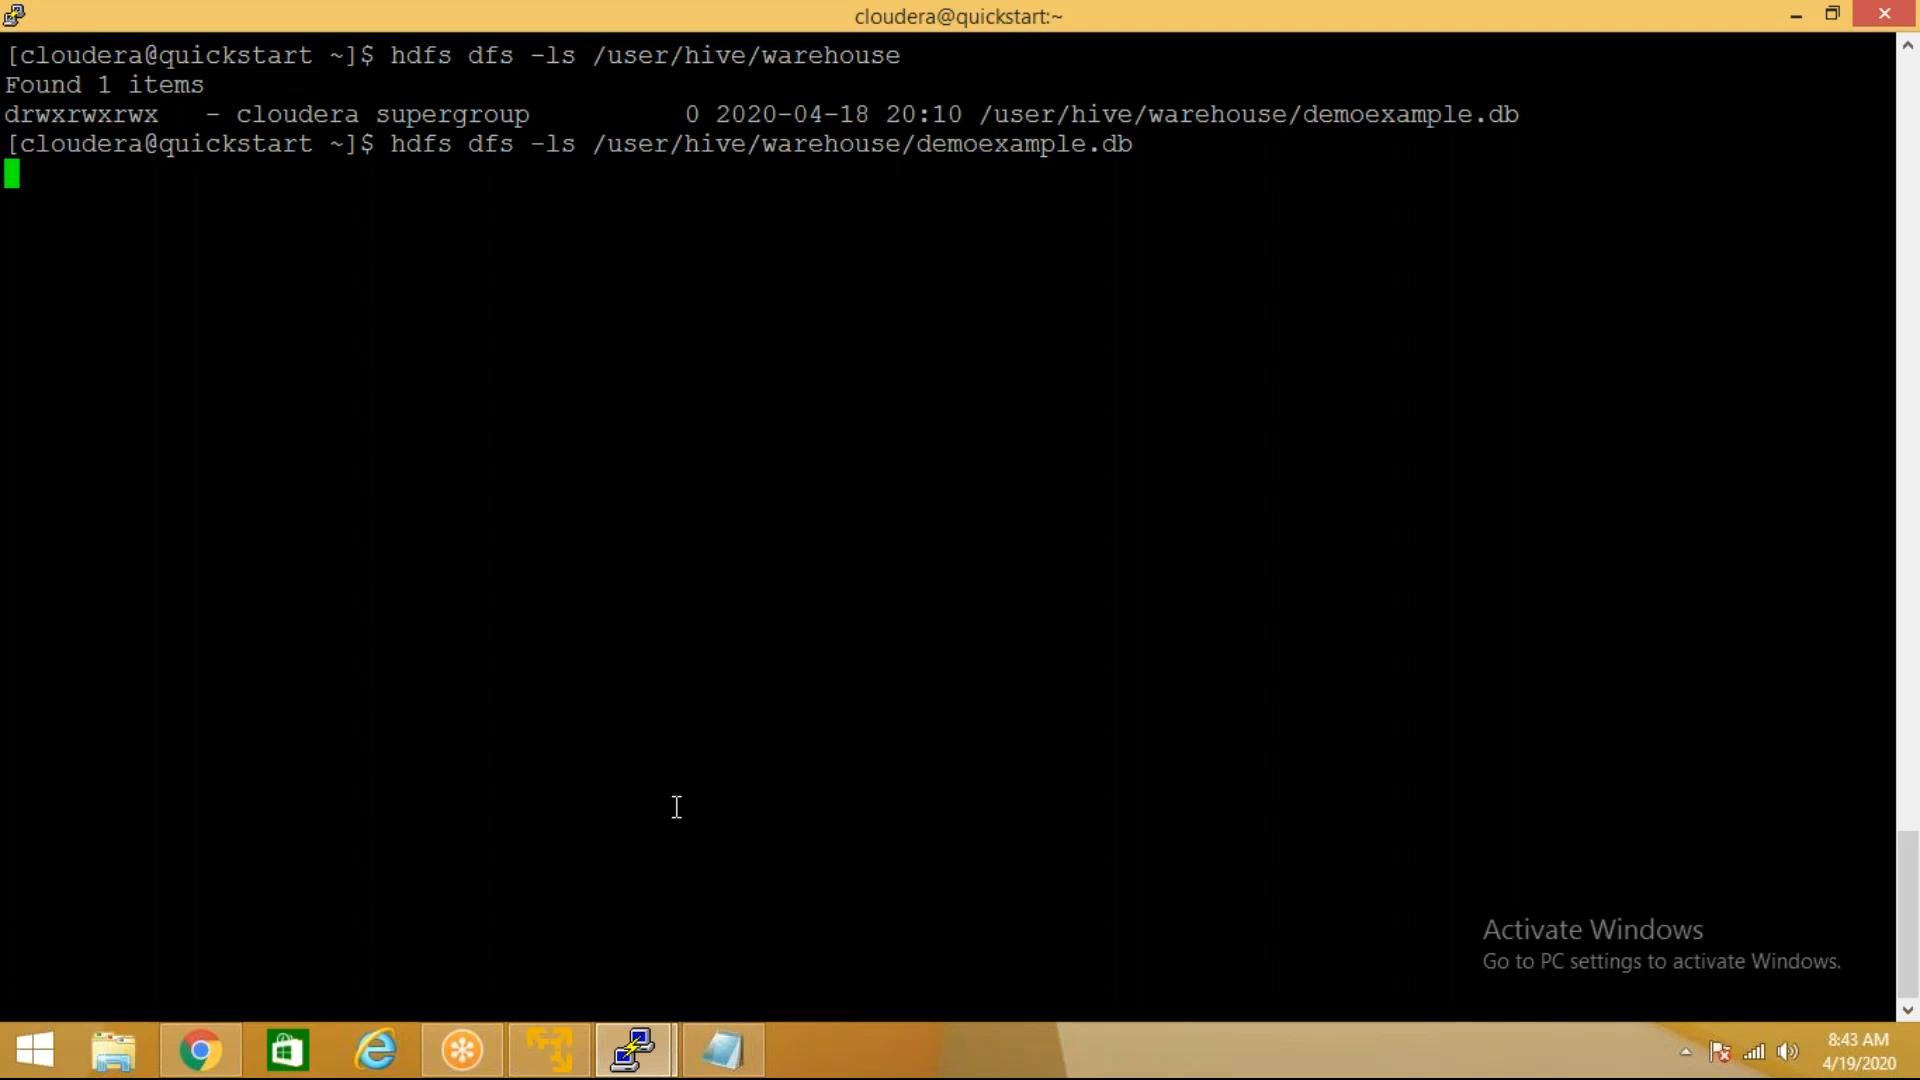 cloudera@quickstart:~
[cloudera@quickstart ~]$ hdfs dfs -ls /user/hive/warehouse
Found 1 items
drwxrwxrwx   - cloudera supergroup          0 2020-04-18 20:10 /user/hive/warehouse/demoexample.db
[cloudera@quickstart ~]$ hdfs dfs -ls /user/hive/warehouse/demoexample.db
Activate Windows
Go to PC settings to activate Windows.
8:43 AM
4/19/2020